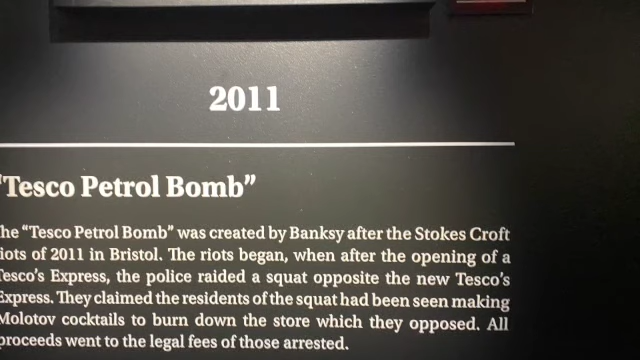 2011
"Tesco Petrol Bomb"
he "Tesco Petrol Bomb" was created by Banksy after the Stokes Croft
iots of 2011 in Bristol. The riots began, when after the opening of a
Tesco's Express, the police raided a squat opposite the new Tesco's
Express. They claimed the residents of the squat had been seen making
Molotov cocktails to burn down the store which they opposed. All
proceeds went to the legal fees of those arrested.